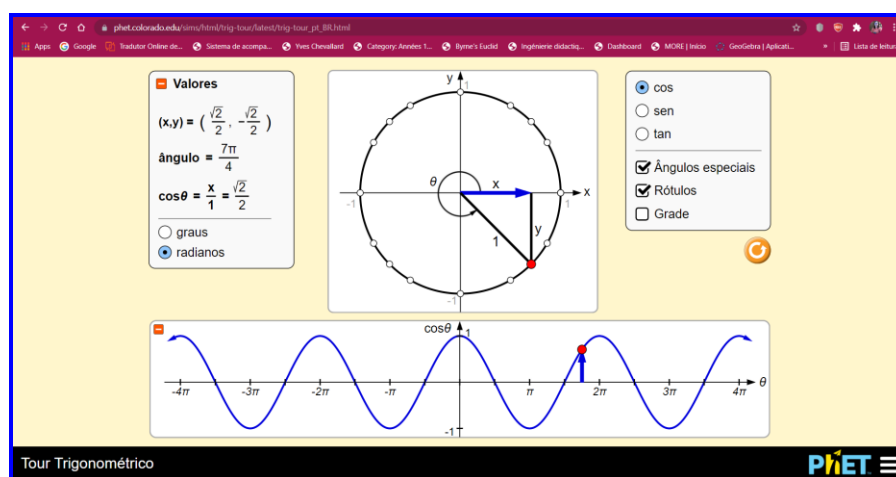 phet.colorado.edu/sims/html/trig-tour/latest/trig-tour_pt_BR.html
Apps Google Tradutor Online de... Sistema de acompa... Yves Chevallard Category: Années 1... Byrne's Euclid Ingénierie didactiq... Dashboard MORE | Início GeoGebra | Aplicati... » Lista de leitura
Valores
(x,y) = ( √2/2 , -√2/2 )
ângulo = 7π/4
cosθ = x/1 = √2/2
graus
radianos
y
1
θ
x
x
-1
1
1
y
-1
cos
sen
tan
Ângulos especiais
Rótulos
Grade
cosθ
1
-4π -3π -2π -π π 2π 3π 4π θ
-1
Tour Trigonométrico
PhET